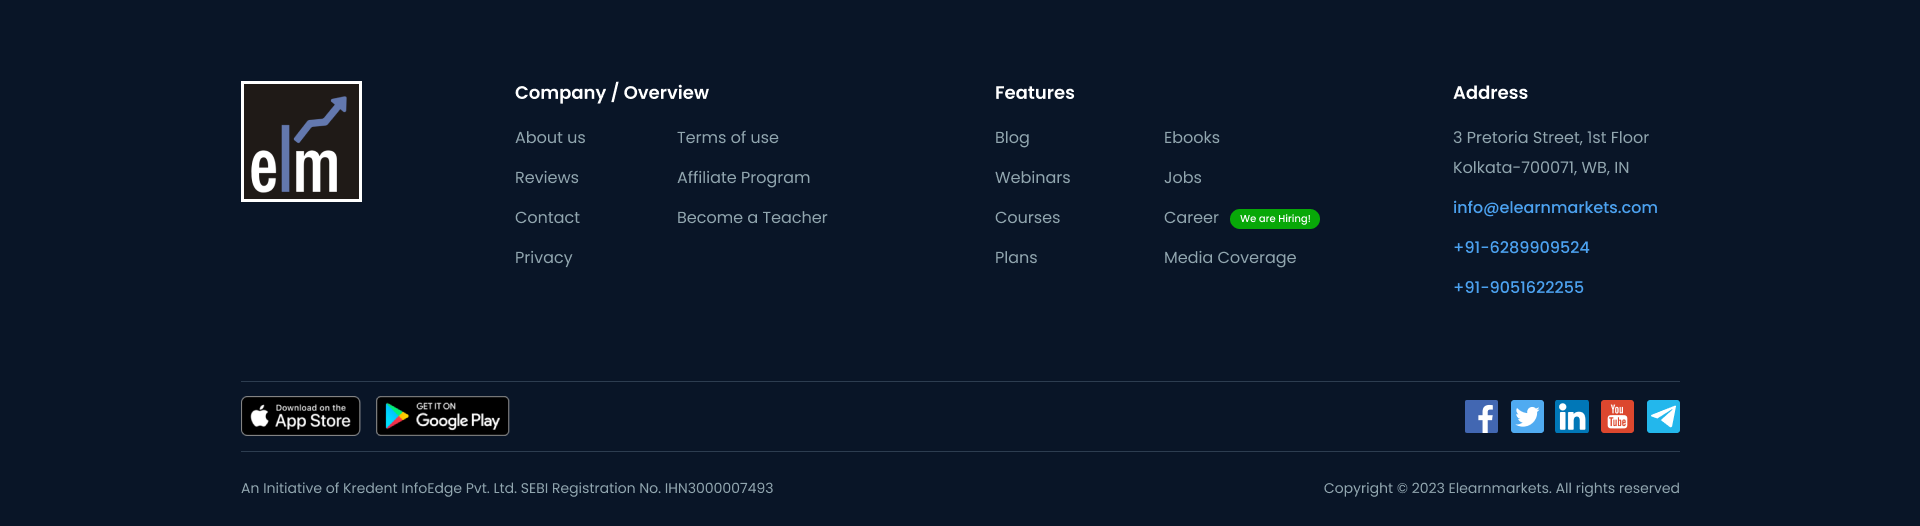 elm
Company / Overview
About us
Reviews
Contact
Privacy
Terms of use
Affiliate Program
Become a Teacher
Features
Blog
Webinars
Courses
Plans
Ebooks
Jobs
Career We are Hiring!
Media Coverage
Address
3 Pretoria Street, 1st Floor
Kolkata-700071, WB, IN
info@elearnmarkets.com
+91-6289909524
+91-9051622255
Download on the
App Store
GET IT ON
Google Play
f
in
You
Tube
An Initiative of Kredent InfoEdge Pvt. Ltd. SEBI Registration No. IHN3000007493
Copyright © 2023 Elearnmarkets. All rights reserved